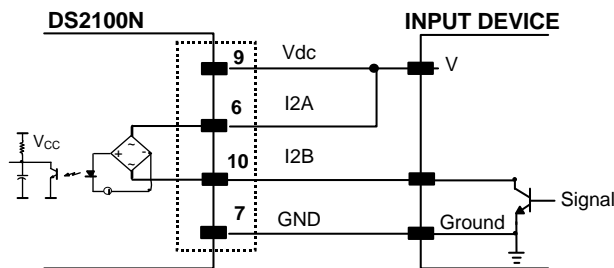 DS2100N
INPUT DEVICE
9
Vdc
V
6
I2A
VCC
+
-
~
~
10
I2B
Signal
7
GND
Ground